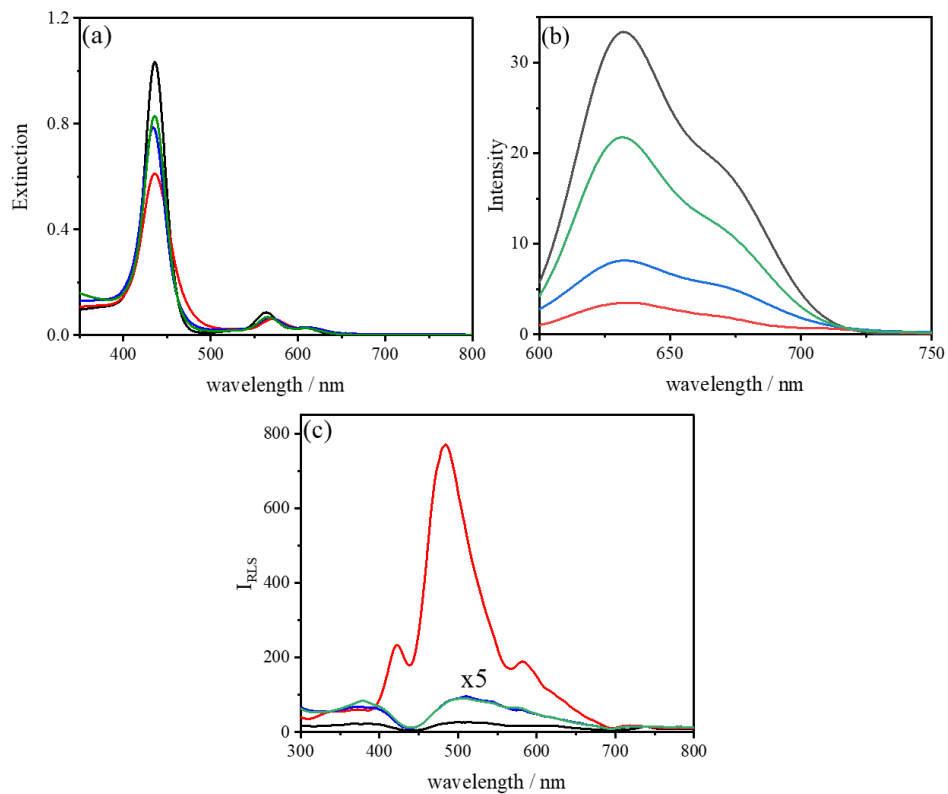 (a)
1.2
0.8
0.4
0.0
Extinction
400 500 600 700 800
wavelength / nm
(b)
30
20
10
0
Intensity
600 650 700 750
wavelength / nm
(c)
800
600
400
200
0
I_RLS
x5
300 400 500 600 700 800
wavelength / nm